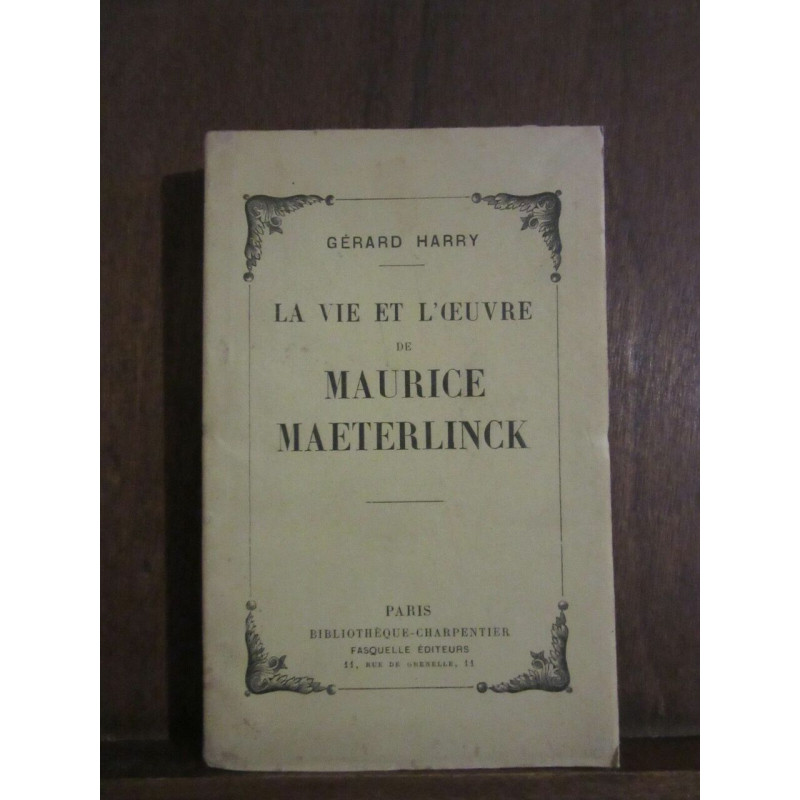 GÉRARD HARRY
LA VIE ET L'ŒUVRE
DE
MAURICE
MAETERLINCK
PARIS
BIBLIOTHÈQUE-CHARPENTIER
FASQUELLE ÉDITEURS
11, RUE DE GRENELLE, 11